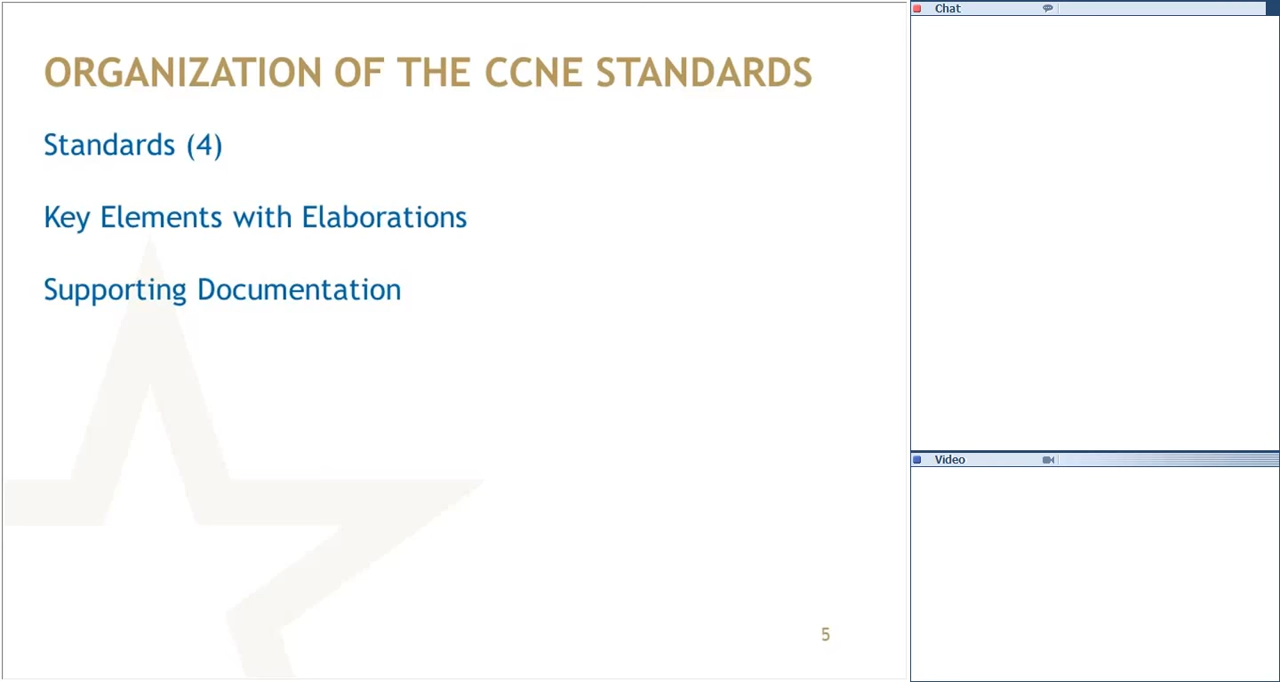 ORGANIZATION OF THE CCNE STANDARDS
Standards (4)
Key Elements with Elaborations
Supporting Documentation
5
Chat
Video